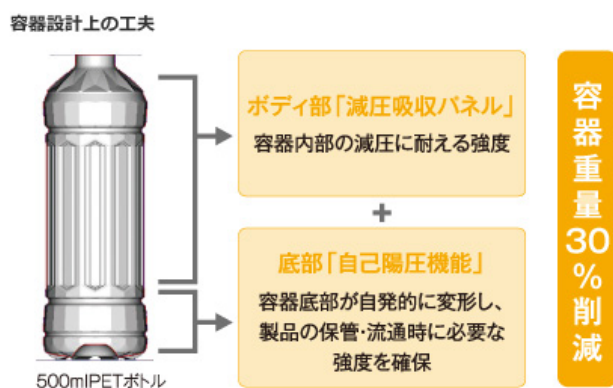 容器設計上の工夫
ボディ部「減圧吸収パネル」
容器内部の減圧に耐える強度
+
底部「自己陽圧機能」
容器底部が自発的に変形し、
製品の保管・流通時に必要な
強度を確保
500mlPETボトル
容器重量30%削減